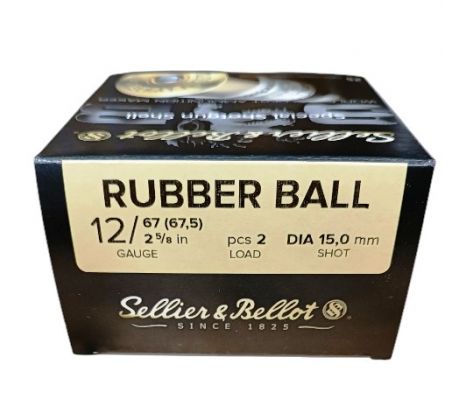 Special shotgun shell
Sellier & Bellot
RUBBER BALL
12/ 67 (67,5)
2 5/8 in
pcs 2 DIA 15,0 mm
GAUGE LOAD SHOT
Sellier & Bellot
SINCE 1825